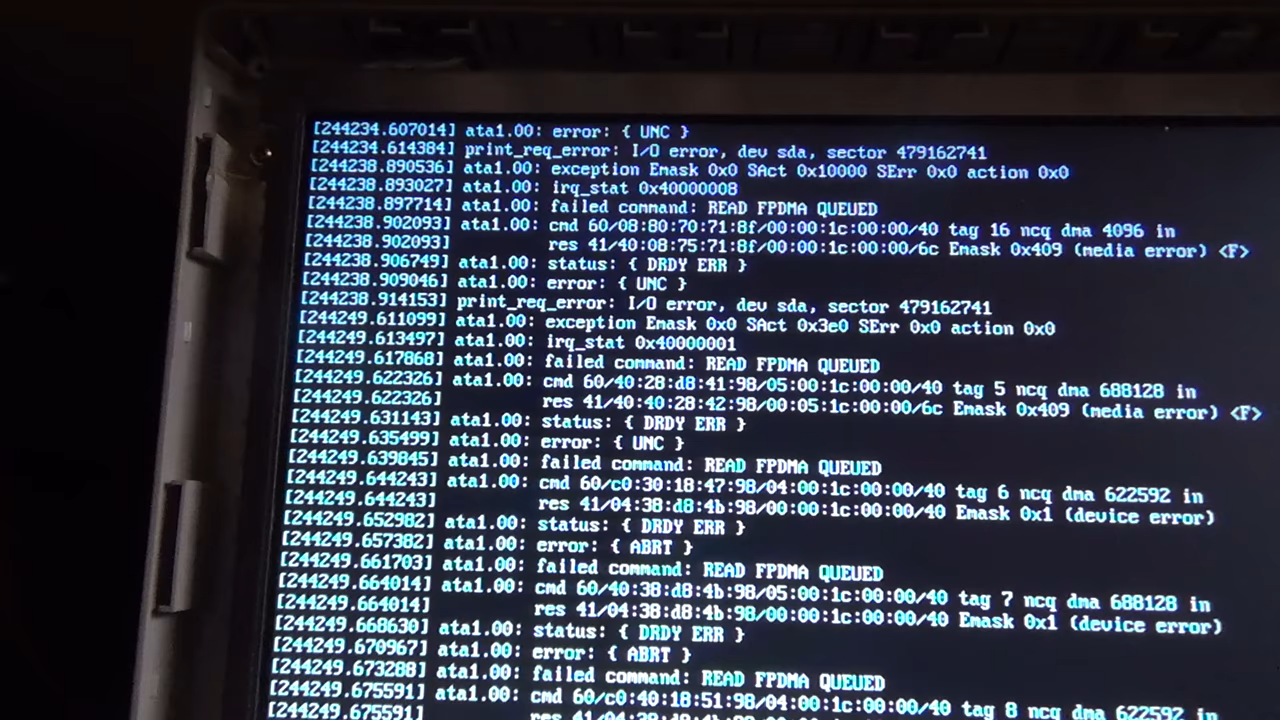 [244234.607014] ata1.00: error: { UNC }
[244234.614384] print_req_error: I/O error, dev sda, sector 479162741
[244238.890536] ata1.00: exception Emask 0x0 SAct 0x10000 SErr 0x0 action 0x0
[244238.893027] ata1.00: irq_stat 0x40000008
[244238.897714] ata1.00: failed command: READ FPDMA QUEUED
[244238.902093] ata1.00: cmd 60/08:80:70:71:8f/00:00:1c:00:00/40 tag 16 ncq dma 4096 in
[244238.902093] res 41/40:08:75:71:8f/00:00:1c:00:00/6c Emask 0x409 (media error) <F>
[244238.906749] ata1.00: status: { DRDY ERR }
[244238.909046] ata1.00: error: { UNC }
[244238.914153] print_req_error: I/O error, dev sda, sector 479162741
[244249.611099] ata1.00: exception Emask 0x0 SAct 0x3e0 SErr 0x0 action 0x0
[244249.613497] ata1.00: irq_stat 0x40000001
[244249.617868] ata1.00: failed command: READ FPDMA QUEUED
[244249.622326] ata1.00: cmd 60/40:28:d8:41:98/05:00:1c:00:00/40 tag 5 ncq dma 688128 in
[244249.622326] res 41/40:40:28:42:98/00:05:1c:00:00/6c Emask 0x409 (media error) <F>
[244249.631143] ata1.00: status: { DRDY ERR }
[244249.635499] ata1.00: error: { UNC }
[244249.639845] ata1.00: failed command: READ FPDMA QUEUED
[244249.644243] ata1.00: cmd 60/c0:30:18:47:98/04:00:1c:00:00/40 tag 6 ncq dma 622592 in
[244249.644243] res 41/04:38:d8:4b:98/00:00:1c:00:00/40 Emask 0x1 (device error)
[244249.652982] ata1.00: status: { DRDY ERR }
[244249.657382] ata1.00: error: { ABRT }
[244249.661703] ata1.00: failed command: READ FPDMA QUEUED
[244249.664014] ata1.00: cmd 60/40:38:d8:4b:98/05:00:1c:00:00/40 tag 7 ncq dma 688128 in
[244249.664014] res 41/04:38:d8:4b:98/00:00:1c:00:00/40 Emask 0x1 (device error)
[244249.668630] ata1.00: status: { DRDY ERR }
[244249.670967] ata1.00: error: { ABRT }
[244249.673288] ata1.00: failed command: READ FPDMA QUEUED
[244249.675591] ata1.00: cmd 60/c0:40:18:51:98/04:00:1c:00:00/40 tag 8 ncq dma 622592 in
[244249.675591]